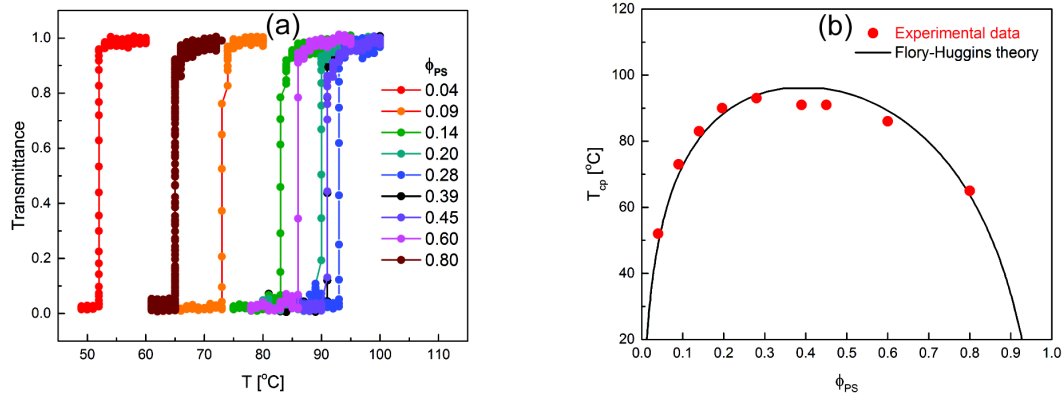 (a)
1.0
0.8
0.6
0.4
0.2
0.0
Transmittance
50 60 70 80 90 100 110
T [°C]
ϕPS
0.04
0.09
0.14
0.20
0.28
0.39
0.45
0.60
0.80
(b)
Experimental data
Flory-Huggins theory
120
100
80
60
40
20
Tcp [°C]
0.0 0.1 0.2 0.3 0.4 0.5 0.6 0.7 0.8 0.9 1.0
ϕPS